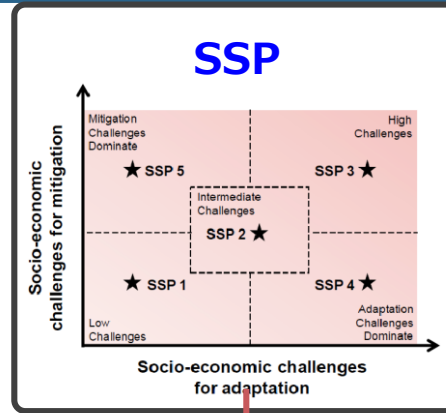 SSP
Mitigation
Challenges
Dominate
High
Challenges
SSP 5
SSP 3
Intermediate
Challenges
SSP 2
SSP 1
SSP 4
Low
Challenges
Adaptation
Challenges
Dominate
Socio-economic
challenges for mitigation
Socio-economic challenges
for adaptation